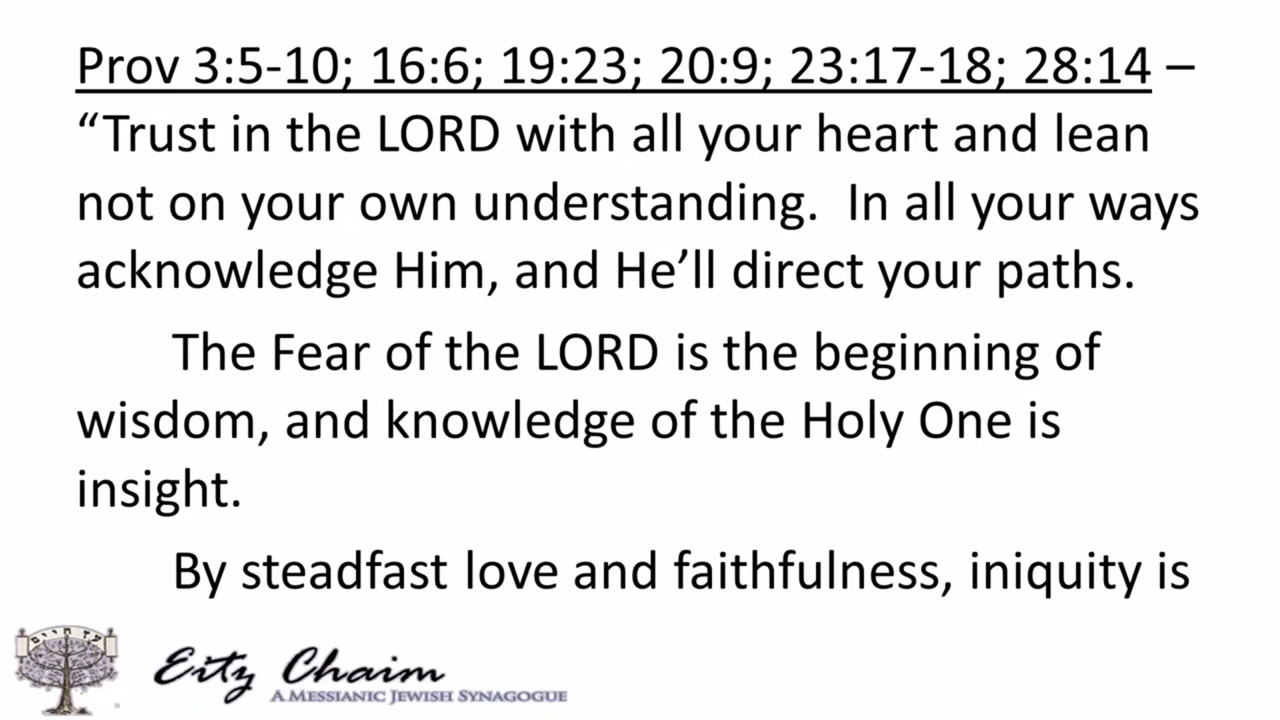 Prov 3:5-10; 16:6; 19:23; 20:9; 23:17-18; 28:14 –
“Trust in the LORD with all your heart and lean
not on your own understanding.  In all your ways
acknowledge Him, and He’ll direct your paths.
The Fear of the LORD is the beginning of
wisdom, and knowledge of the Holy One is
insight.
By steadfast love and faithfulness, iniquity is
עץ חיים
Eitz Chaim
A MESSIANIC JEWISH SYNAGOGUE